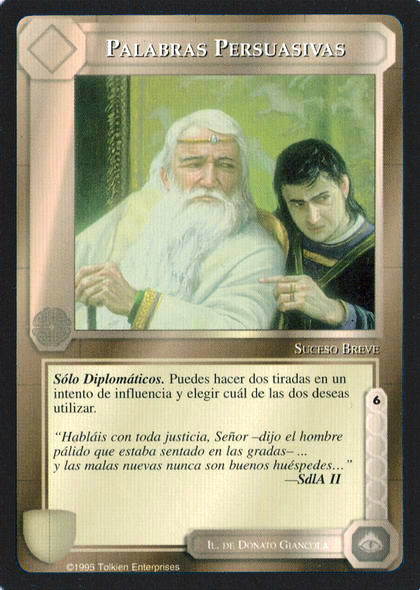 PALABRAS PERSUASIVAS
SUCESO BREVE
Sólo Diplomáticos. Puedes hacer dos tiradas en un
intento de influencia y elegir cuál de las dos deseas
utilizar.
6
“Habláis con toda justicia, Señor –dijo el hombre
pálido que estaba sentado en las gradas– ...
y las malas nuevas nunca son buenos huéspedes...”
—SdlA II
IL. DE DONATO GIANCOLA
©1995 Tolkien Enterprises